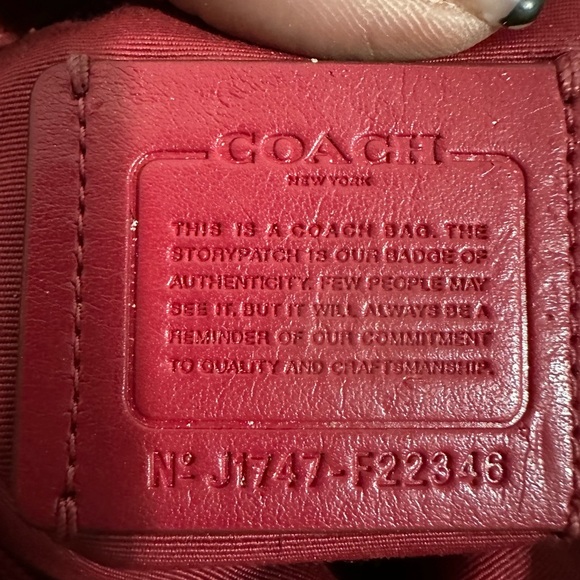 COACH
NEW YORK
THIS IS A COACH BAG. THE
STORYPATCH IS OUR BADGE OF
AUTHENTICITY. FEW PEOPLE MAY
SEE IT. BUT IT WILL ALWAYS BE A
REMINDER OF OUR COMMITMENT
TO QUALITY AND CRAFTSMANSHIP.
Nº J1747-F22346